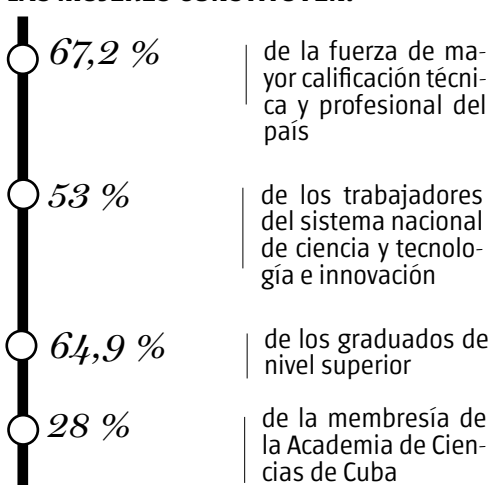 67,2 %
de la fuerza de ma-
yor calificación técni-
ca y profesional del
país
53 %
de los trabajadores
del sistema nacional
de ciencia y tecnolo-
gía e innovación
64,9 %
de los graduados de
nivel superior
28 %
de la membresía de
la Academia de Cien-
cias de Cuba